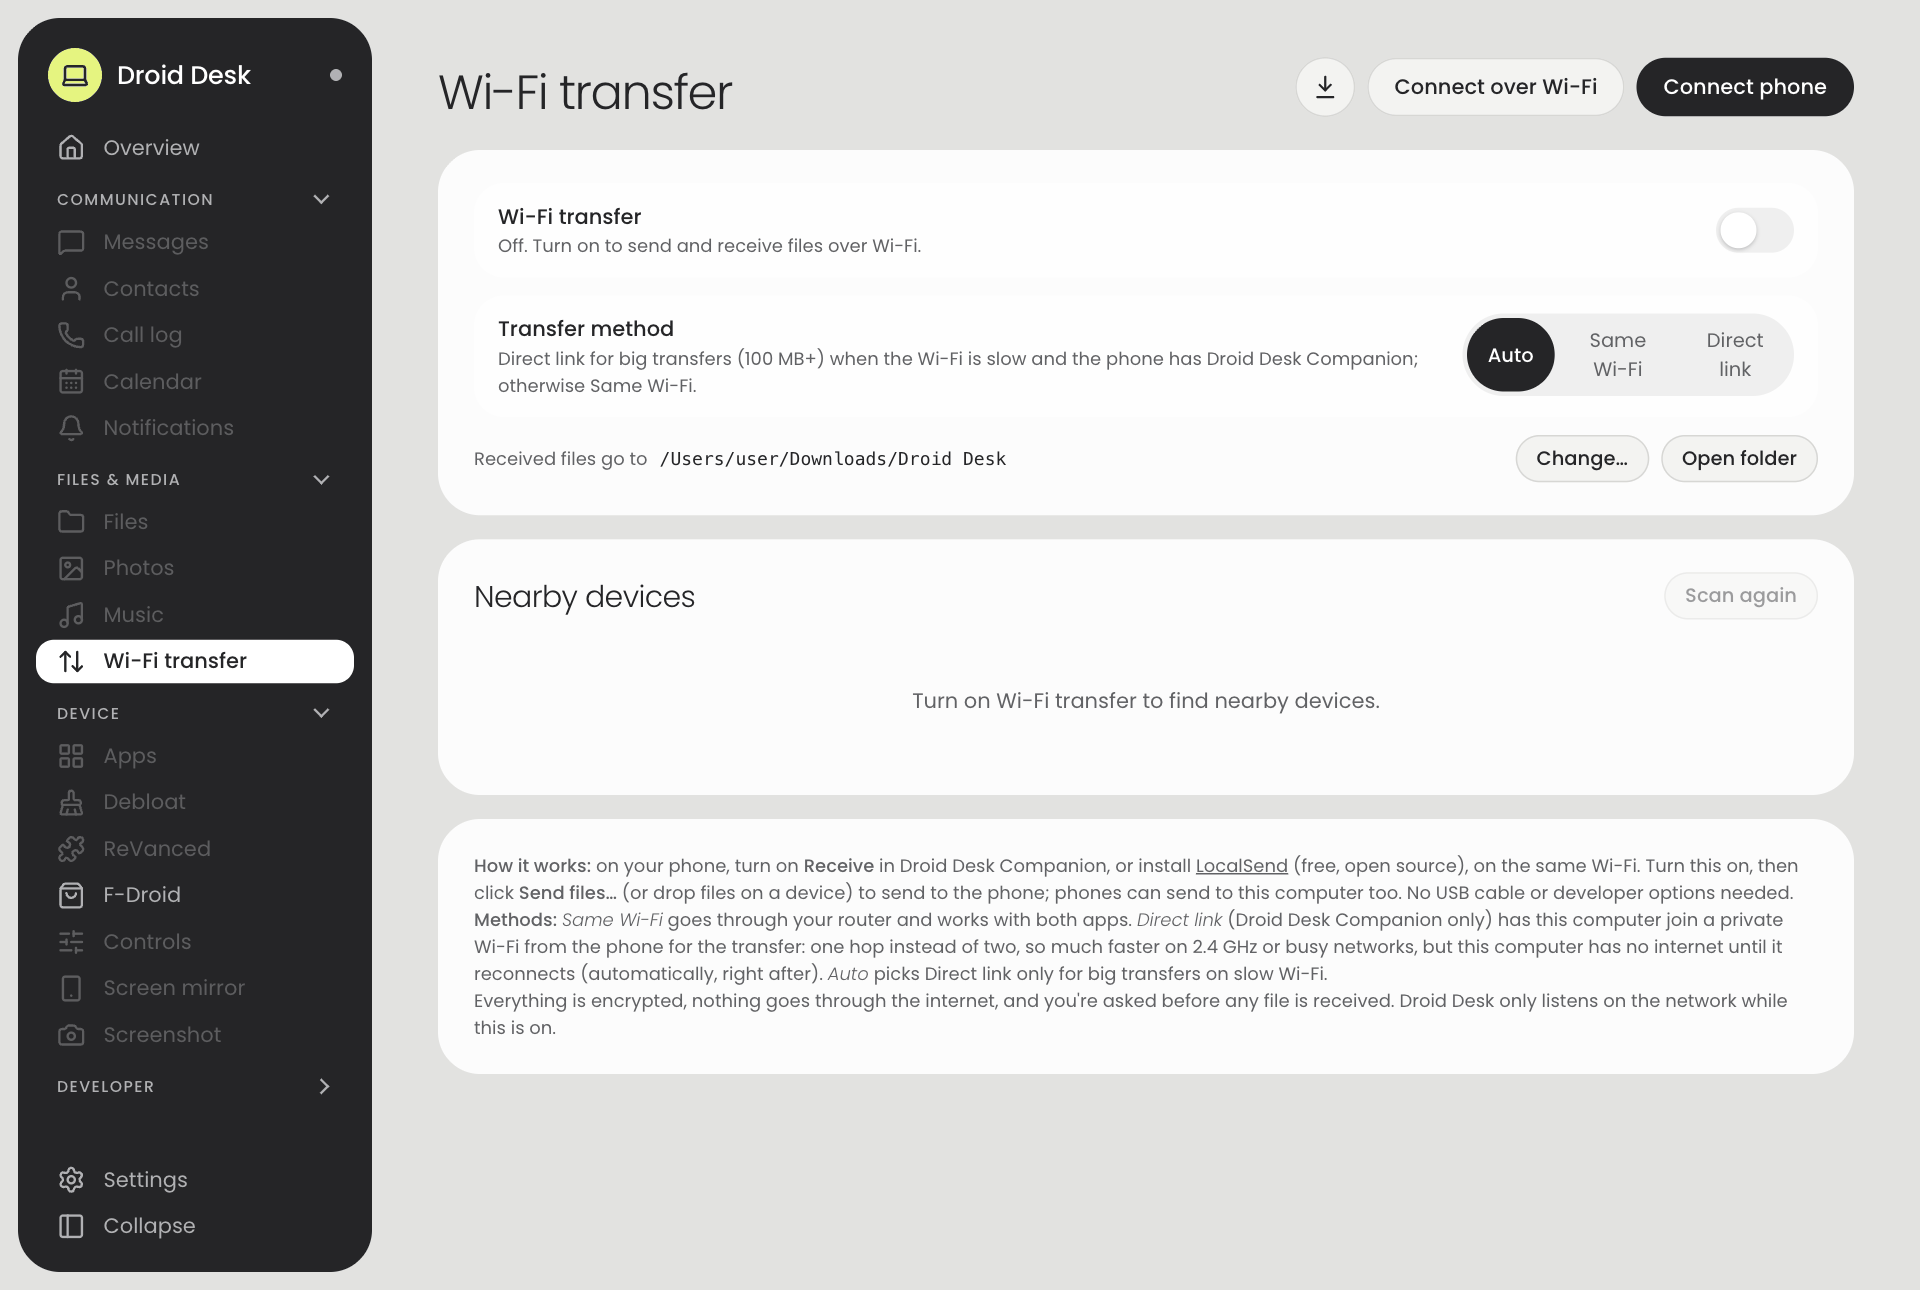 Droid Desk
Overview
COMMUNICATION
Messages
Contacts
Call log
Calendar
Notifications
FILES & MEDIA
Files
Photos
Music
Wi-Fi transfer
DEVICE
Apps
Debloat
ReVanced
F-Droid
Controls
Screen mirror
Screenshot
DEVELOPER
Settings
Collapse
Wi-Fi transfer
Connect over Wi-Fi
Connect phone
Wi-Fi transfer
Off. Turn on to send and receive files over Wi-Fi.
Transfer method
Direct link for big transfers (100 MB+) when the Wi-Fi is slow and the phone has Droid Desk Companion;
otherwise Same Wi-Fi.
Auto
Same
Wi-Fi
Direct
link
Received files go to /Users/user/Downloads/Droid Desk
Change…
Open folder
Nearby devices
Scan again
Turn on Wi-Fi transfer to find nearby devices.
How it works: on your phone, turn on Receive in Droid Desk Companion, or install LocalSend (free, open source), on the same Wi-Fi. Turn this on, then
click Send files… (or drop files on a device) to send to the phone; phones can send to this computer too. No USB cable or developer options needed.
Methods: Same Wi-Fi goes through your router and works with both apps. Direct link (Droid Desk Companion only) has this computer join a private
Wi-Fi from the phone for the transfer: one hop instead of two, so much faster on 2.4 GHz or busy networks, but this computer has no internet until it
reconnects (automatically, right after). Auto picks Direct link only for big transfers on slow Wi-Fi.
Everything is encrypted, nothing goes through the internet, and you're asked before any file is received. Droid Desk only listens on the network while
this is on.